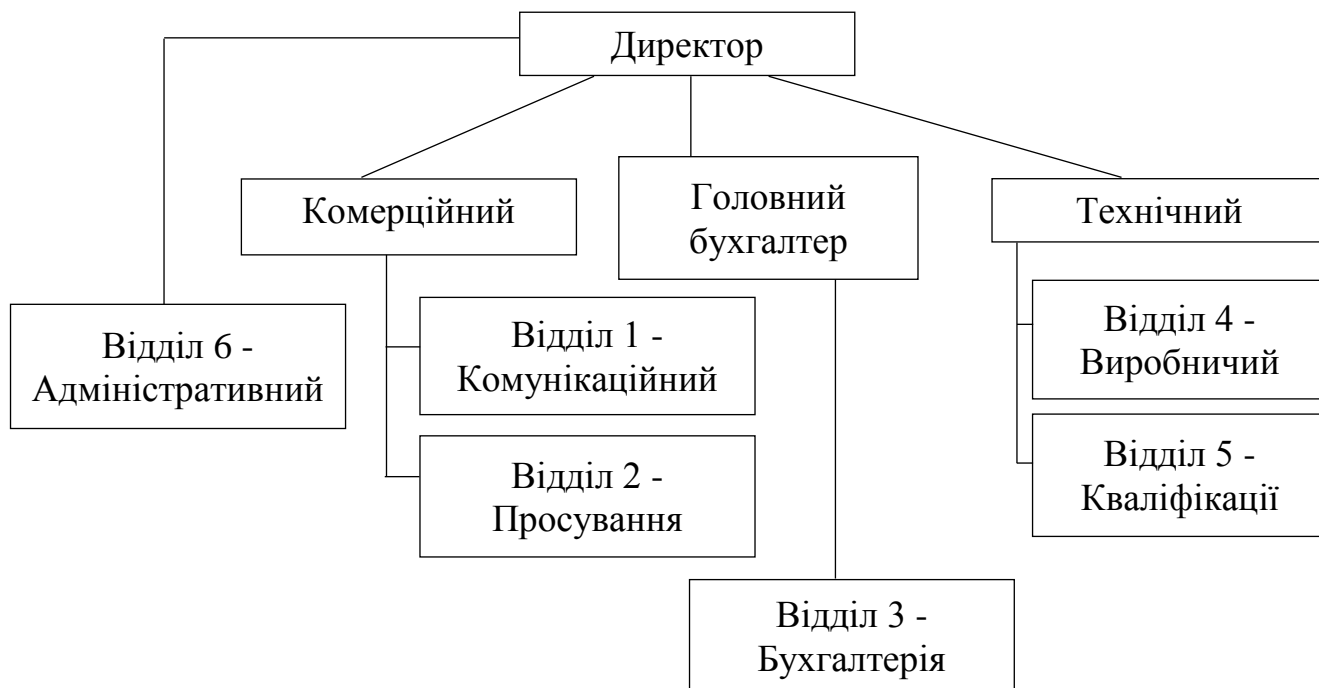 Директор
Комерційний
Головний
бухгалтер
Технічний
Відділ 6 -
Адміністративний
Відділ 1 -
Комунікаційний
Відділ 2 -
Просування
Відділ 4 -
Виробничий
Відділ 5 -
Кваліфікації
Відділ 3 -
Бухгалтерія